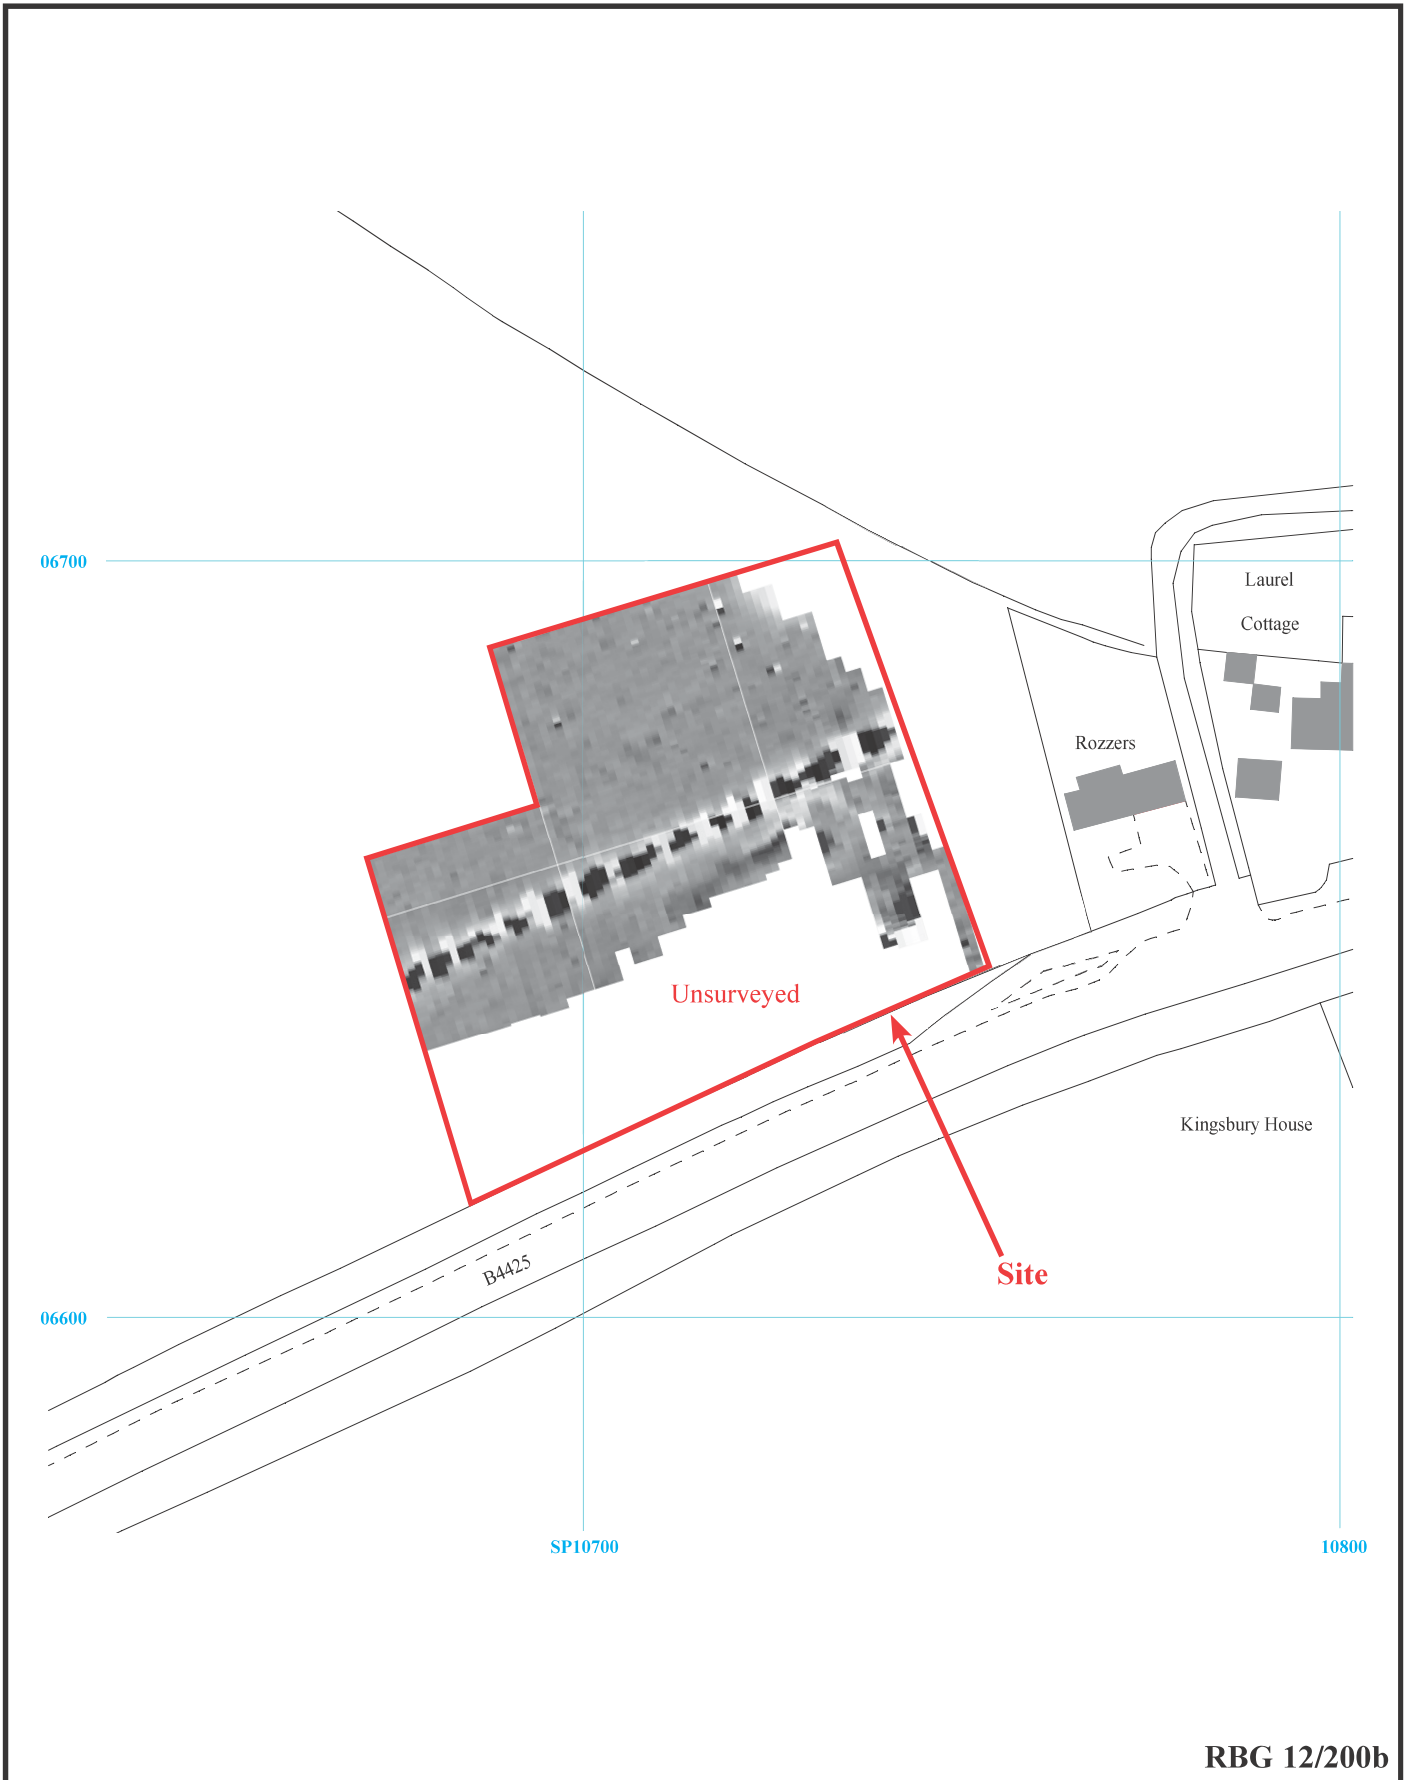 06700
Laurel
Cottage
Rozzers
Unsurveyed
Kingsbury House
B4425
Site
06600
SP10700
10800
RBG 12/200b